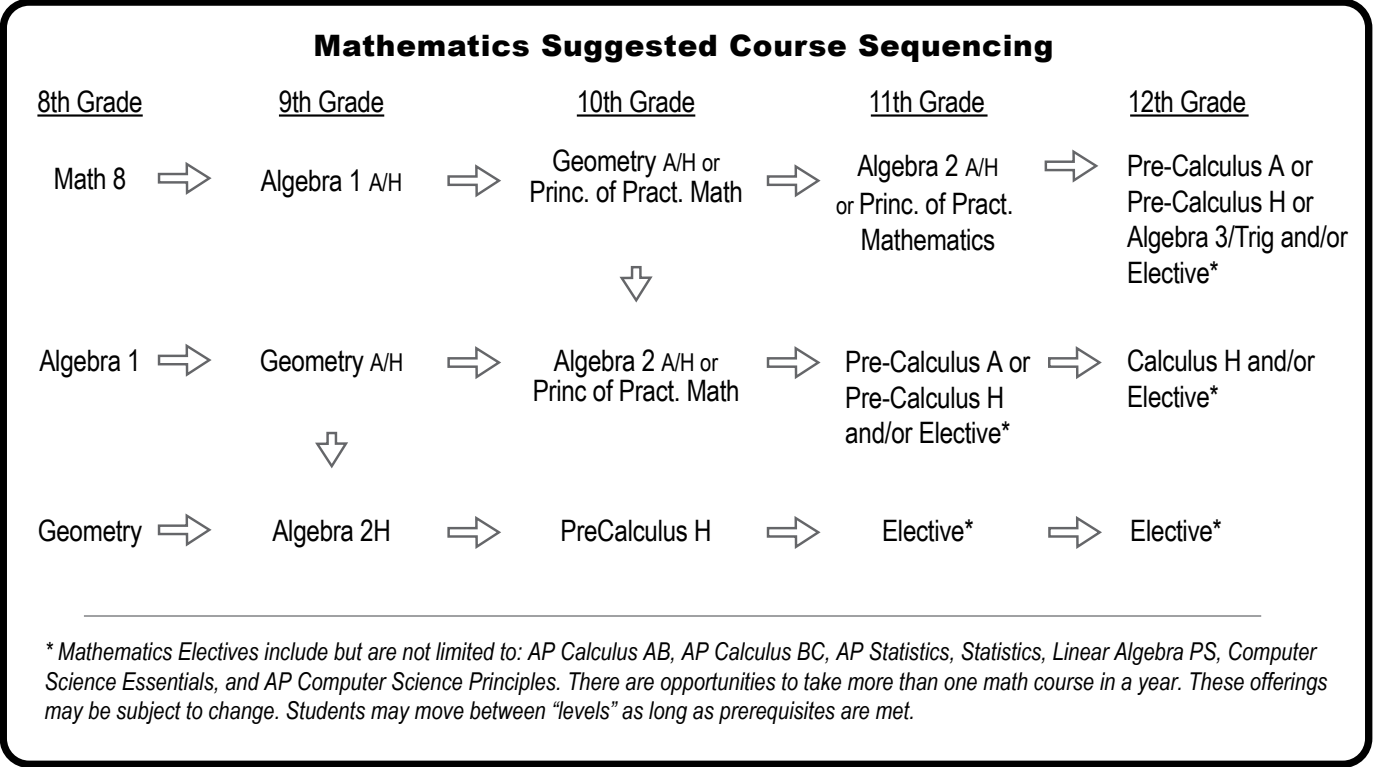 Mathematics Suggested Course Sequencing
8th Grade 9th Grade 10th Grade 11th Grade 12th Grade
Math 8
Algebra 1 A/H
Geometry A/H or
Princ. of Pract. Math
Algebra 2 A/H
or Princ. of Pract.
Mathematics
Pre-Calculus A or
Pre-Calculus H or
Algebra 3/Trig and/or
Elective*
Algebra 1
Geometry A/H
Algebra 2 A/H or
Princ of Pract. Math
Pre-Calculus A or
Pre-Calculus H
and/or Elective*
Calculus H and/or
Elective*
Geometry
Algebra 2H
PreCalculus H
Elective*
Elective*
* Mathematics Electives include but are not limited to: AP Calculus AB, AP Calculus BC, AP Statistics, Statistics, Linear Algebra PS, Computer
Science Essentials, and AP Computer Science Principles. There are opportunities to take more than one math course in a year. These offerings
may be subject to change. Students may move between “levels” as long as prerequisites are met.